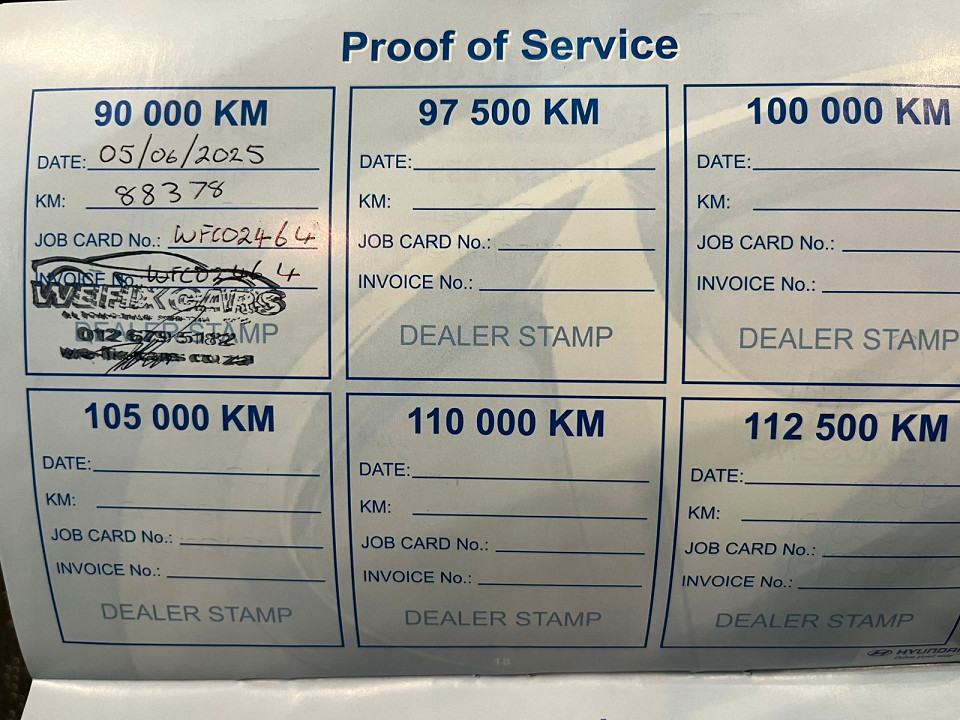 Proof of Service
90 000 KM
DATE: 05/06/2025
KM: 88378
JOB CARD No.: WFC02464
INVOICE No.: WFC02464
DEALER STAMP
97 500 KM
DATE:
KM:
JOB CARD No.:
INVOICE No.:
DEALER STAMP
100 000 KM
DATE:
KM:
JOB CARD No.:
INVOICE No.:
DEALER STAMP
105 000 KM
DATE:
KM:
JOB CARD No.:
INVOICE No.:
DEALER STAMP
110 000 KM
DATE:
KM:
JOB CARD No.:
INVOICE No.:
DEALER STAMP
112 500 KM
DATE:
KM:
JOB CARD No.:
INVOICE No.:
DEALER STAMP
HYUNDAI
18